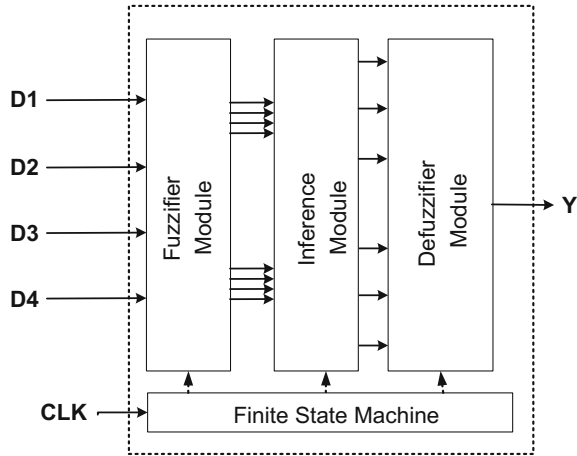 D1
D2
D3
D4
CLK
Fuzzifier
Module
Inference
Module
Defuzzifier
Module
Y
Finite State Machine